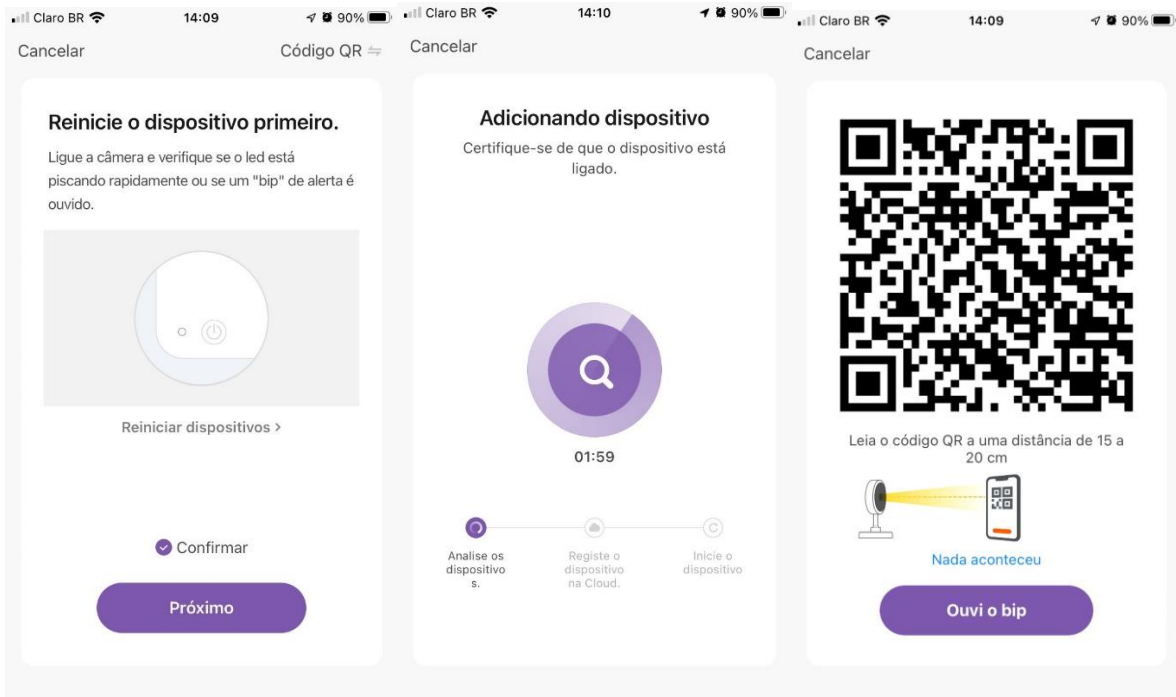 Claro BR
14:09
90%
Cancelar
Código QR
Reinicie o dispositivo primeiro.
Ligue a câmera e verifique se o led está
piscando rapidamente ou se um "bip" de alerta é
ouvido.
Reiniciar dispositivos >
Confirmar
Próximo
Claro BR
14:10
90%
Cancelar
Adicionando dispositivo
Certifique-se de que o dispositivo está
ligado.
01:59
Analise os
dispositivo
s.
Registe o
dispositivo
na Cloud.
Inicie o
dispositivo
Claro BR
14:09
90%
Cancelar
Leia o código QR a uma distância de 15 a
20 cm
Nada aconteceu
Ouvi o bip